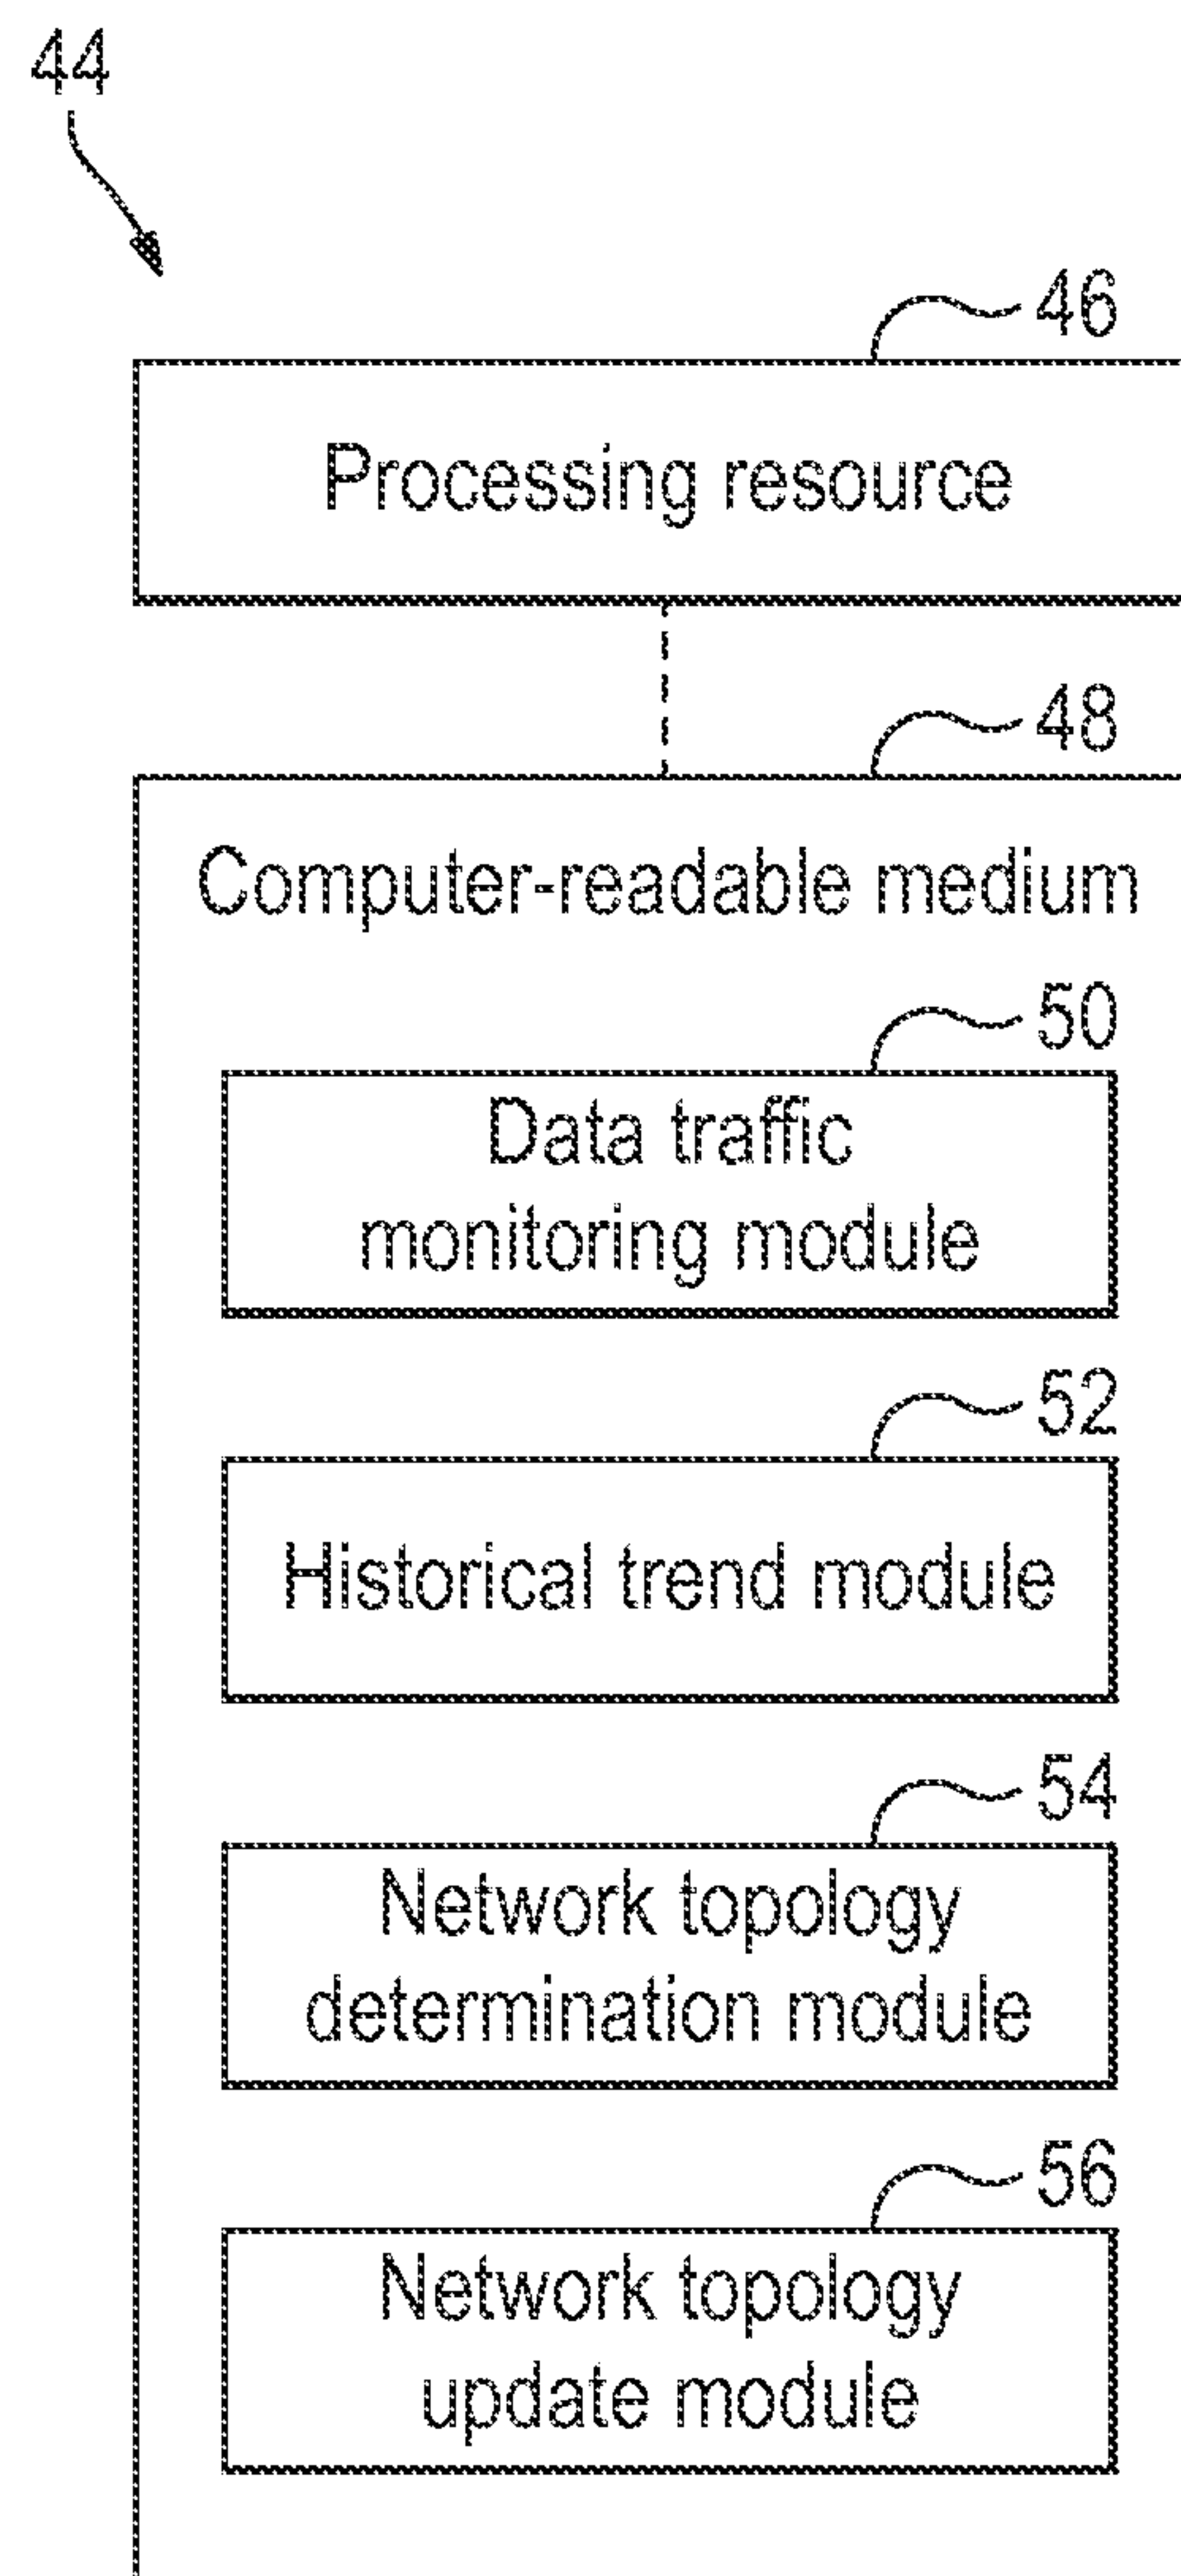 44
46
Processing resource
48
Computer-readable medium
50
Data traffic
monitoring module
52
Historical trend module
54
Network topology
determination module
56
Network topology
update module